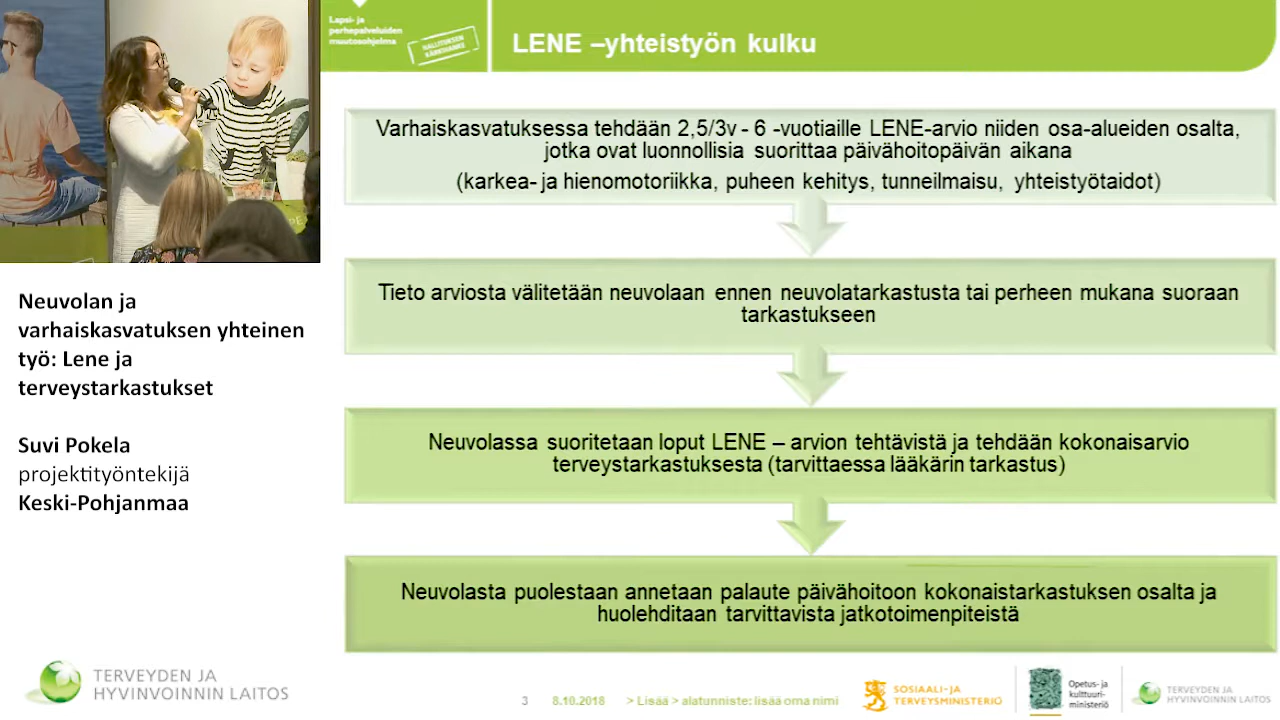 Lapsi- ja
perhepalveluiden
muutosohjelma
HALLITUKSEN
KÄRKIHANKE
LENE –yhteistyön kulku
Varhaiskasvatuksessa tehdään 2,5/3v - 6 -vuotiaille LENE-arvio niiden osa-alueiden osalta,
jotka ovat luonnollisia suorittaa päivähoitopäivän aikana
(karkea- ja hienomotoriikka, puheen kehitys, tunneilmaisu, yhteistyötaidot)
Tieto arviosta välitetään neuvolaan ennen neuvolatarkastusta tai perheen mukana suoraan
tarkastukseen
Neuvolassa suoritetaan loput LENE – arvion tehtävistä ja tehdään kokonaisarvio
terveystarkastuksesta (tarvittaessa lääkärin tarkastus)
Neuvolasta puolestaan annetaan palaute päivähoitoon kokonaistarkastuksen osalta ja
huolehditaan tarvittavista jatkotoimenpiteistä
Neuvolan ja
varhaiskasvatuksen yhteinen
työ: Lene ja
terveystarkastukset
Suvi Pokela
projektityöntekijä
Keski-Pohjanmaa
TERVEYDEN JA
HYVINVOINNIN LAITOS
3 8.10.2018 > Lisää > alatunniste: lisää oma nimi
SOSIAALI- JA
TERVEYSMINISTERIÖ
Opetus- ja
kulttuuri-
ministeriö
TERVEYDEN JA
HYVINVOINNIN LAITOS